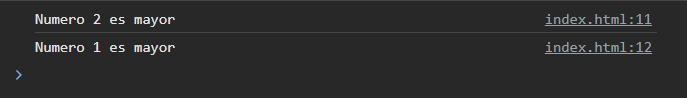 Numero 2 es mayor index.html:11
Numero 1 es mayor index.html:12
>